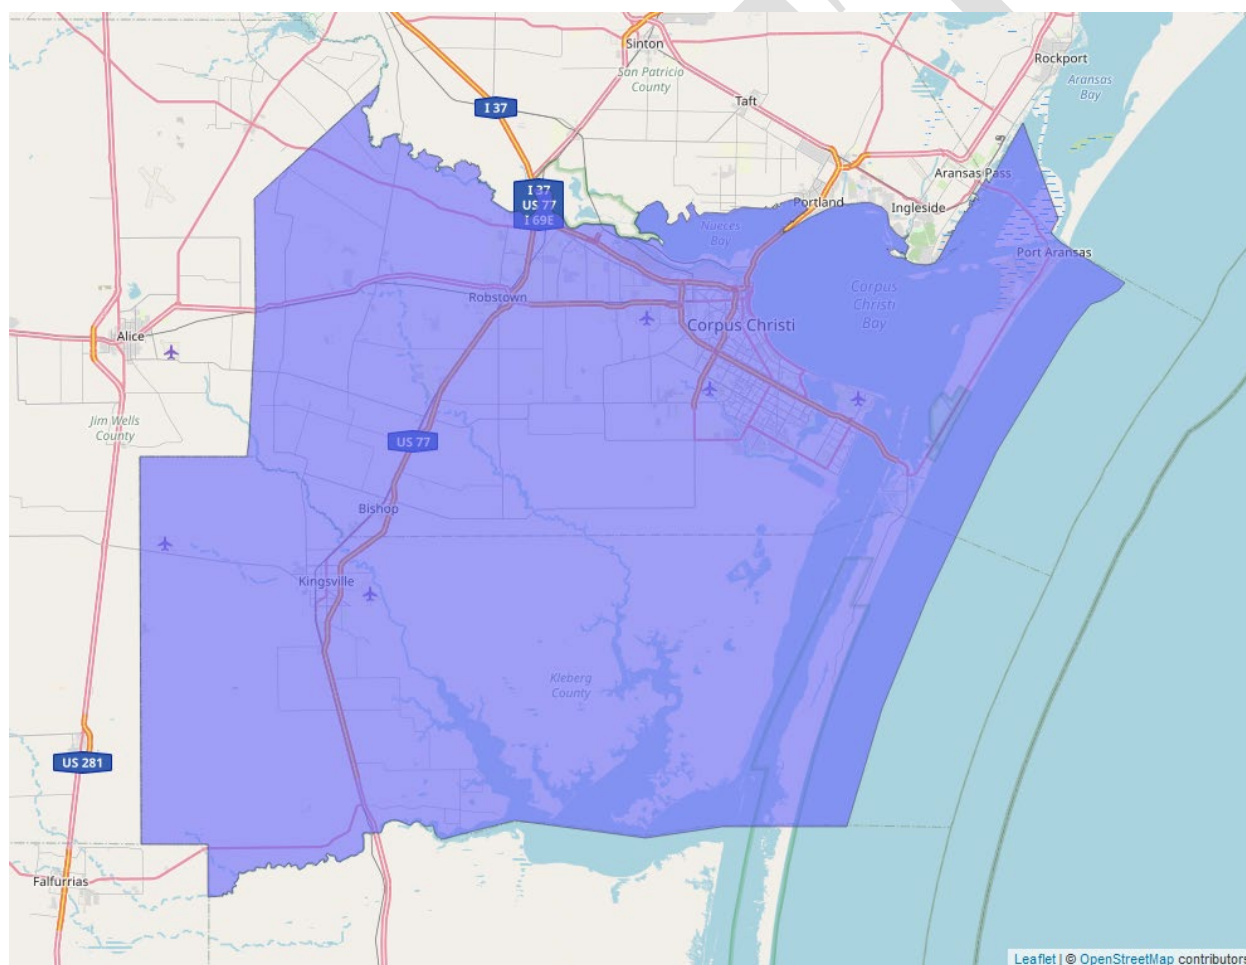 Sinton
San Patricio
County
Rockport
Aransas
Bay
I 37
Taft
Aransas Pass
I 37
US 77
I 69E
Portland
Ingleside
Nueces
Bay
Port Aransas
Robstown
Corpus
Christi
Bay
Corpus Christi
Alice
Jim Wells
County
US 77
Bishop
Kingsville
Kleberg
County
US 281
Falfurrias
Leaflet | © OpenStreetMap contributors